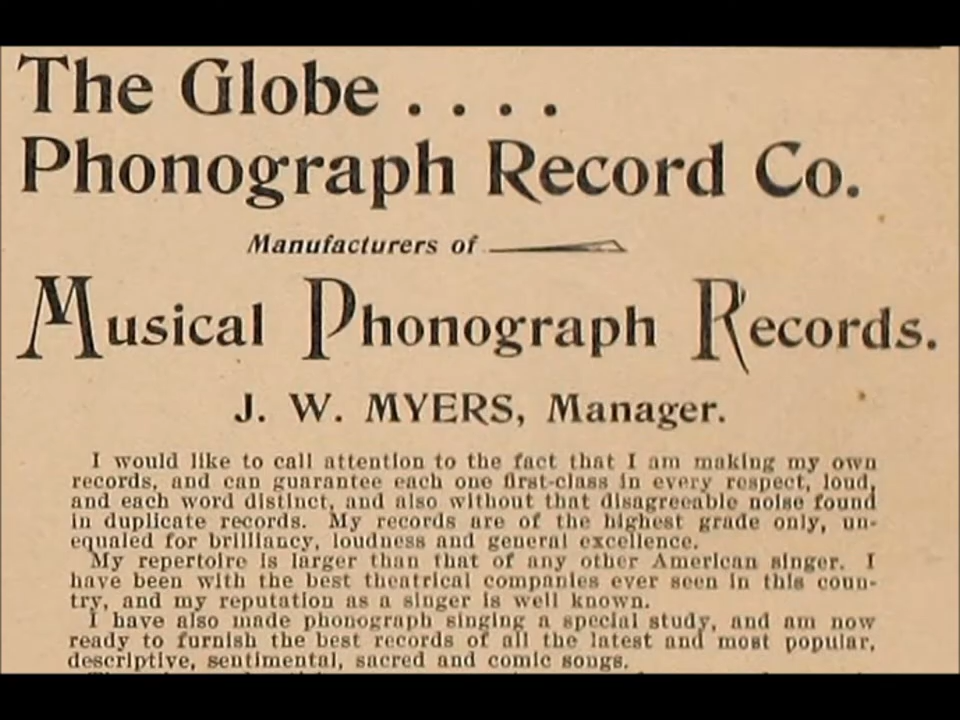 The Globe . . . .
Phonograph Record Co.
Manufacturers of
Musical Phonograph Records.
J. W. MYERS, Manager.
I would like to call attention to the fact that I am making my own
records, and can guarantee each one first-class in every respect, loud,
and each word distinct, and also without that disagreeable noise found
in duplicate records. My records are of the highest grade only, un-
equaled for brilliancy, loudness and general excellence.
My repertoire is larger than that of any other American singer. I
have been with the best theatrical companies ever seen in this coun-
try, and my reputation as a singer is well known.
I have also made phonograph singing a special study, and am now
ready to furnish the best records of all the latest and most popular,
descriptive, sentimental, sacred and comic songs.